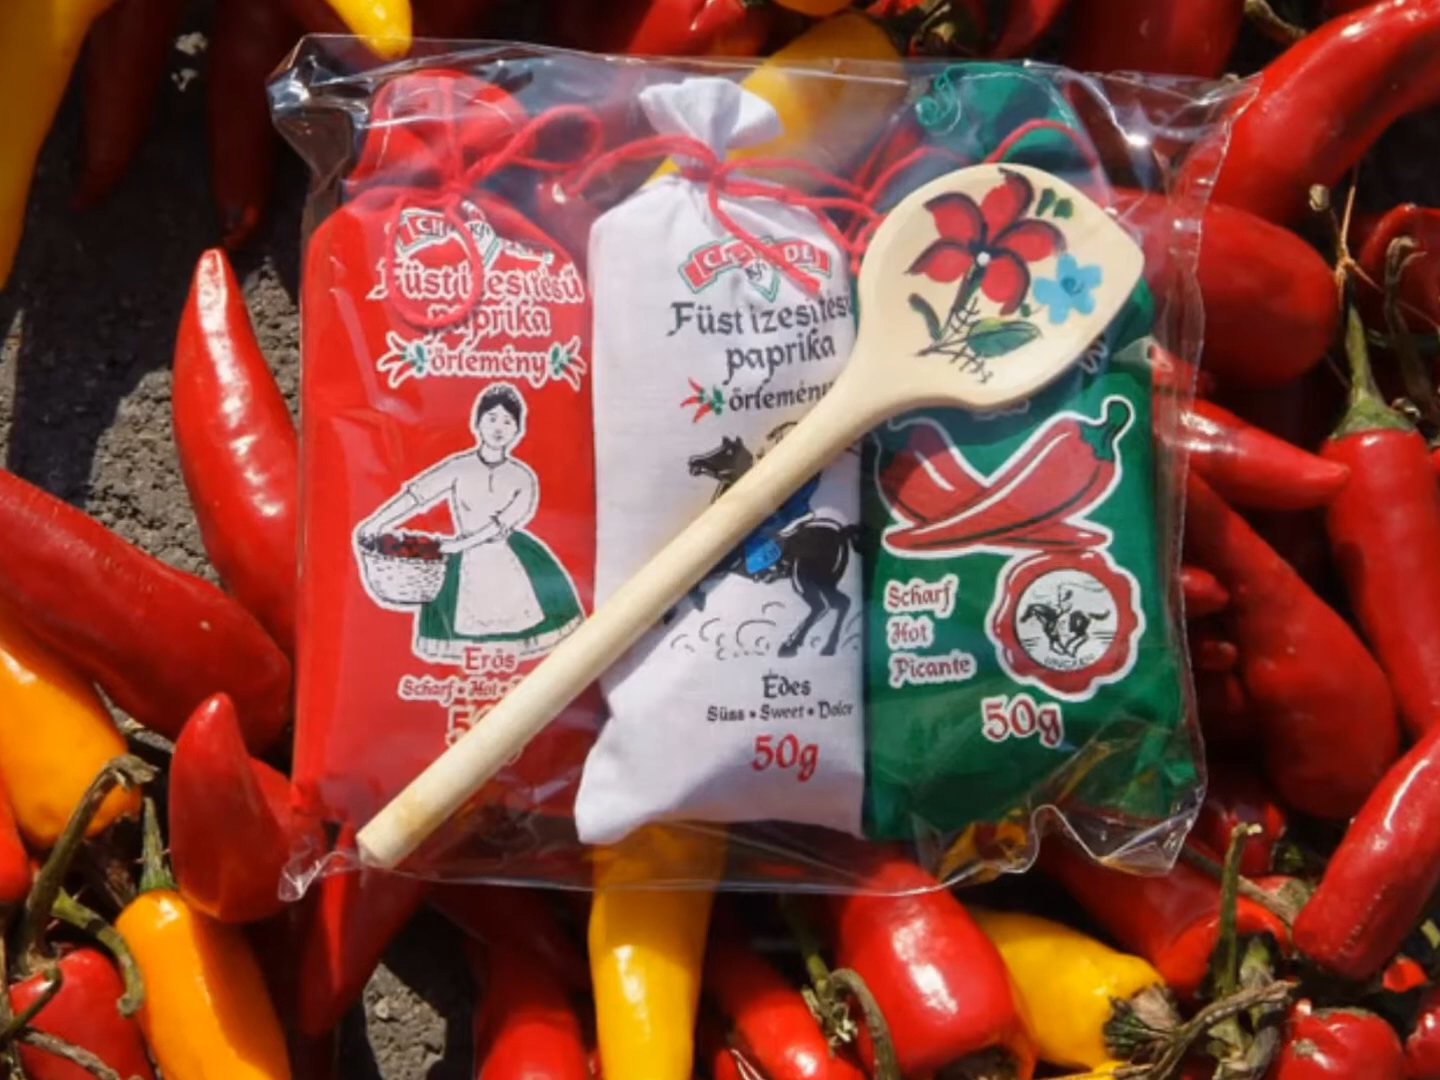 Füst ízesítésű
paprika
őrlemény
Erős
Scharf • Hot •
Füst ízesítésű
paprika
őrlemény
Édes
Süss • Sweet • Dolce
50g
Scharf
Hot
Picante
UNGARN
50g